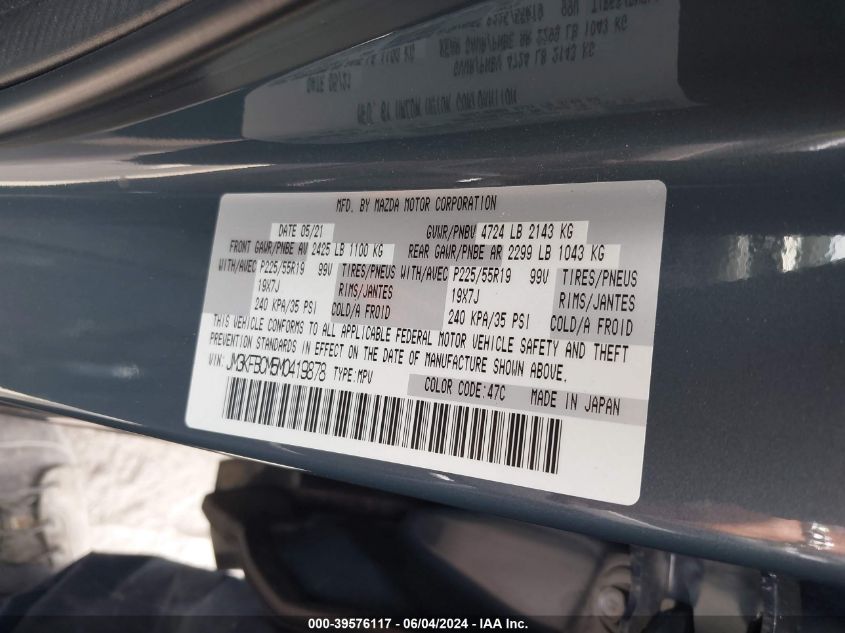 MFD. BY MAZDA MOTOR CORPORATION
DATE 05/21 GVWR/PNBV 4724 LB 2143 KG
FRONT GAWR/PNBE AV 2425 LB 1100 KG REAR GAWR/PNBE AR 2299 LB 1043 KG
WITH/AVEC P225/55R19 99V TIRES/PNEUS WITH/AVEC P225/55R19 99V TIRES/PNEUS
19X7J RIMS/JANTES 19X7J RIMS/JANTES
240 KPA/35 PSI COLD/A FROID 240 KPA/35 PSI COLD/A FROID
THIS VEHICLE CONFORMS TO ALL APPLICABLE FEDERAL MOTOR VEHICLE SAFETY AND THEFT
PREVENTION STANDARDS IN EFFECT ON THE DATE OF MANUFACTURE SHOWN ABOVE.
VIN: JM3KFBCM5M0419878 TYPE:MPV
COLOR CODE:47C MADE IN JAPAN
000-39576117 - 06/04/2024 - © IAA, Inc.